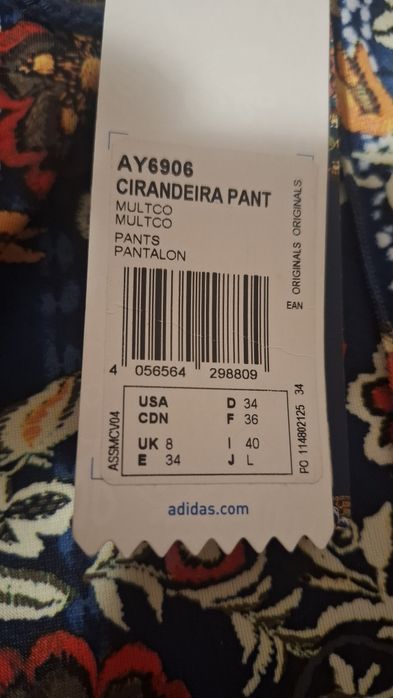 AY6906
CIRANDEIRA PANT
MULTCO
MULTCO
PANTS
PANTALON
ORIGINALS ORIGINALS
EAN
4 056564 298809
USA D 34
CDN F 36
UK 8 I 40
E 34 J L
ASSMCV04
PO 114802125 34
adidas.com